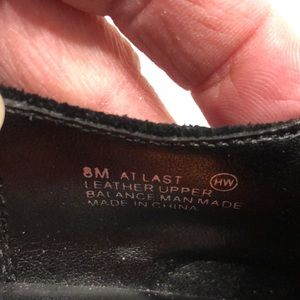 8M AT LAST
LEATHER UPPER HW
BALANCE MAN MADE
MADE IN CHINA